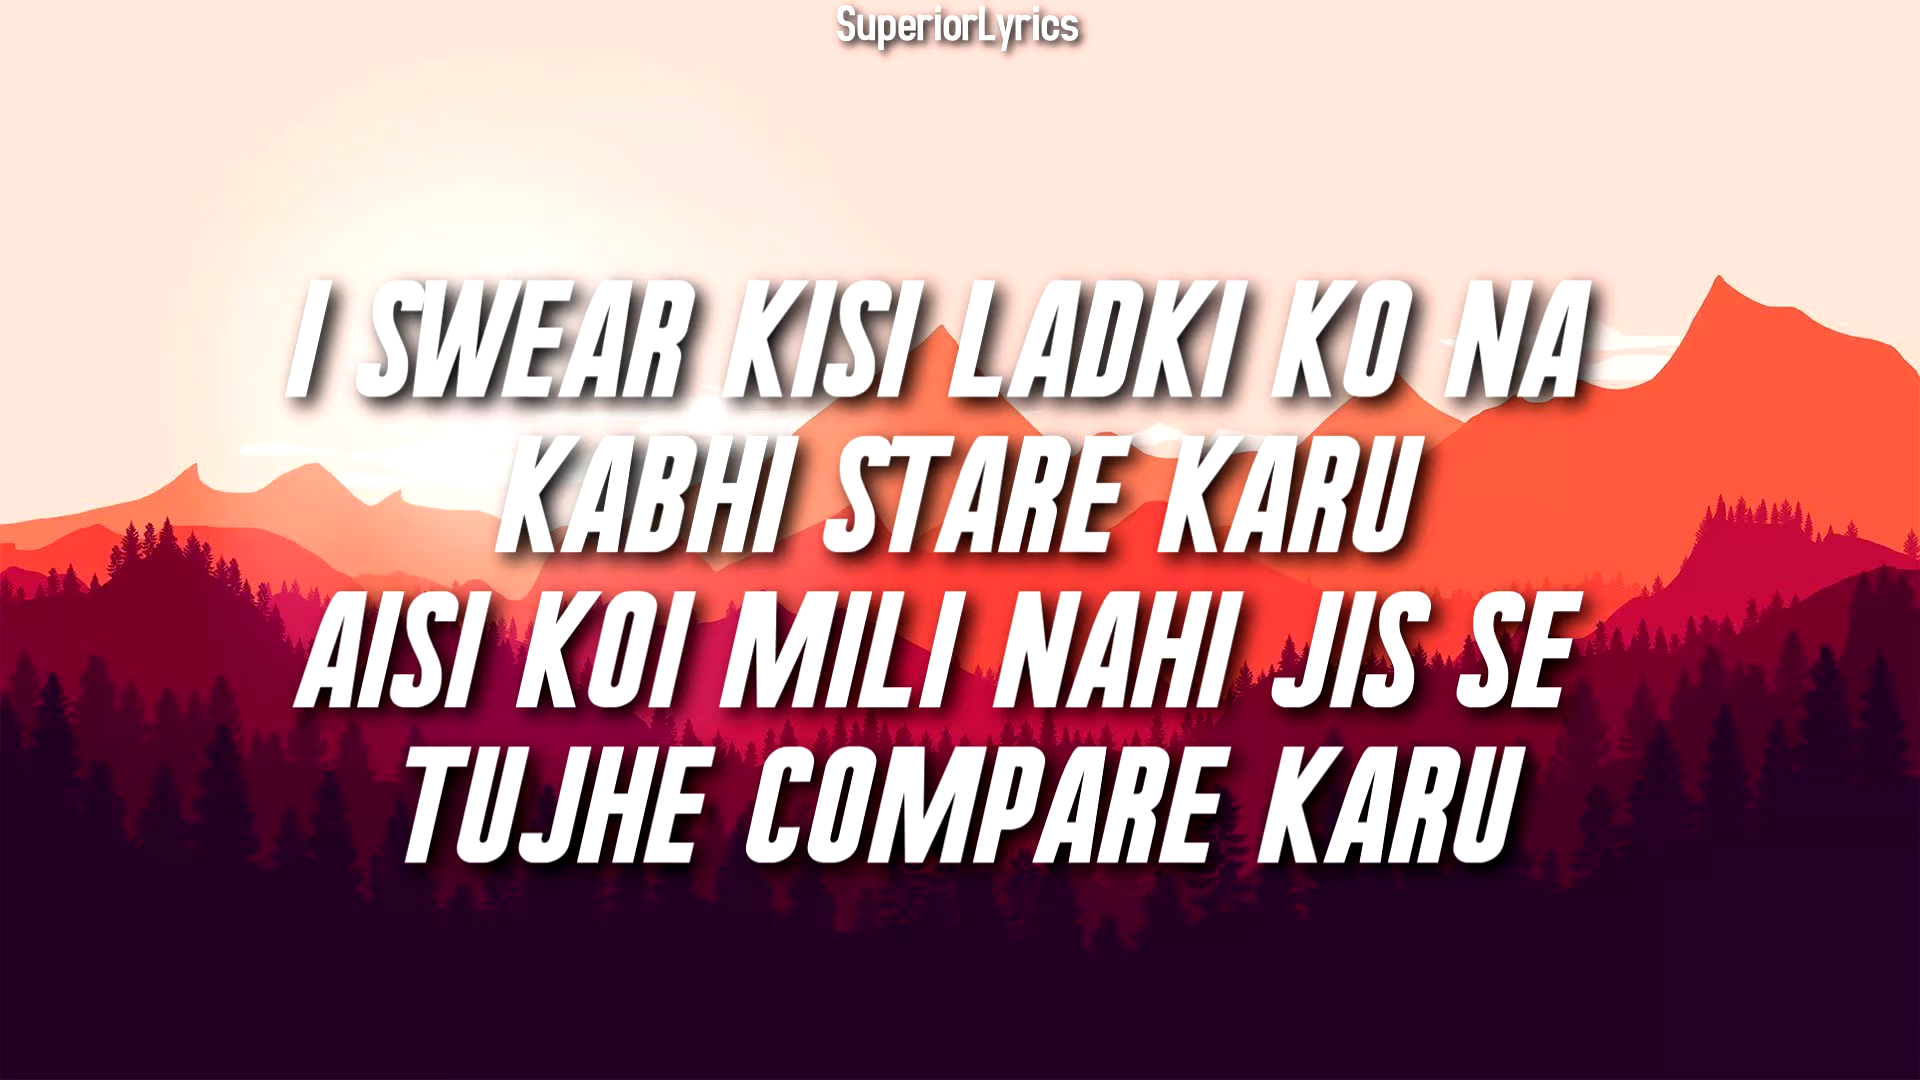 SuperiorLyrics
I SWEAR KISI LADKI KO NA
KABHI STARE KARU
AISI KOI MILI NAHI JIS SE
TUJHE COMPARE KARU